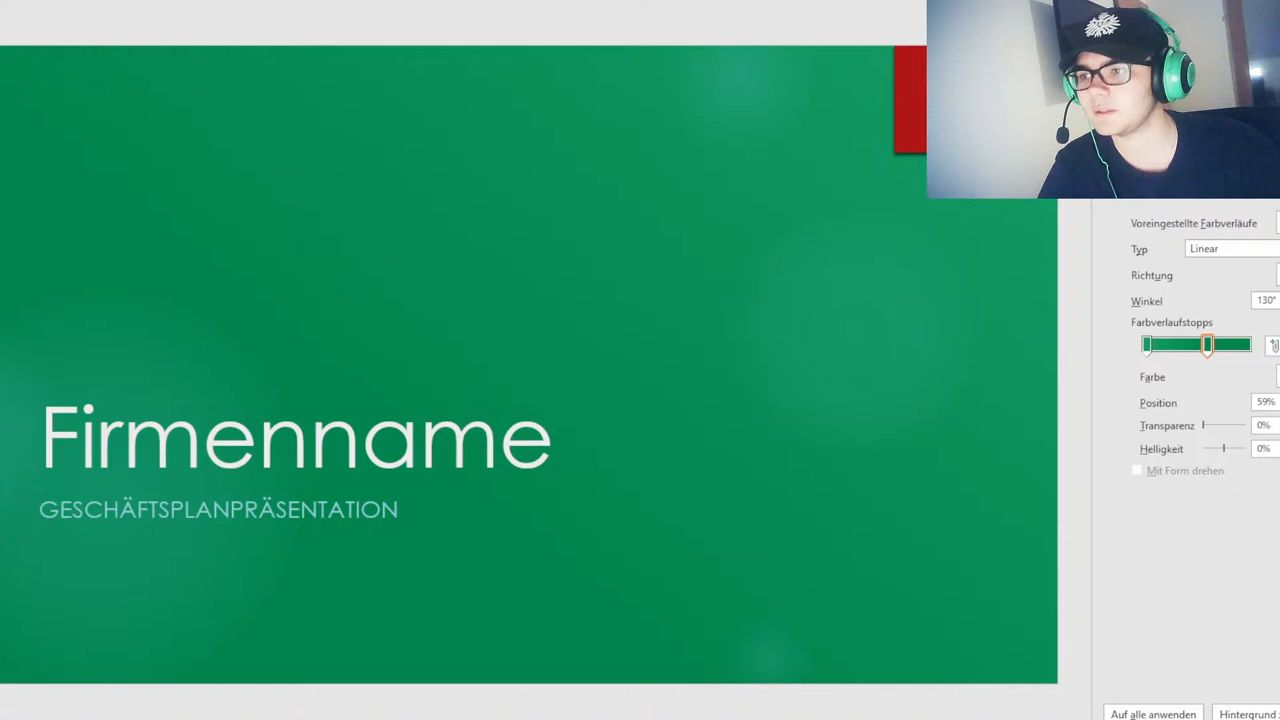 Firmenname
GESCHÄFTSPLANPRÄSENTATION
Voreingestellte Farbverläufe
Typ
Linear
Richtung
Winkel
130°
Farbverlaufstopps
Farbe
Position
59%
Transparenz
0%
Helligkeit
0%
Mit Form drehen
Auf alle anwenden
Hintergrund